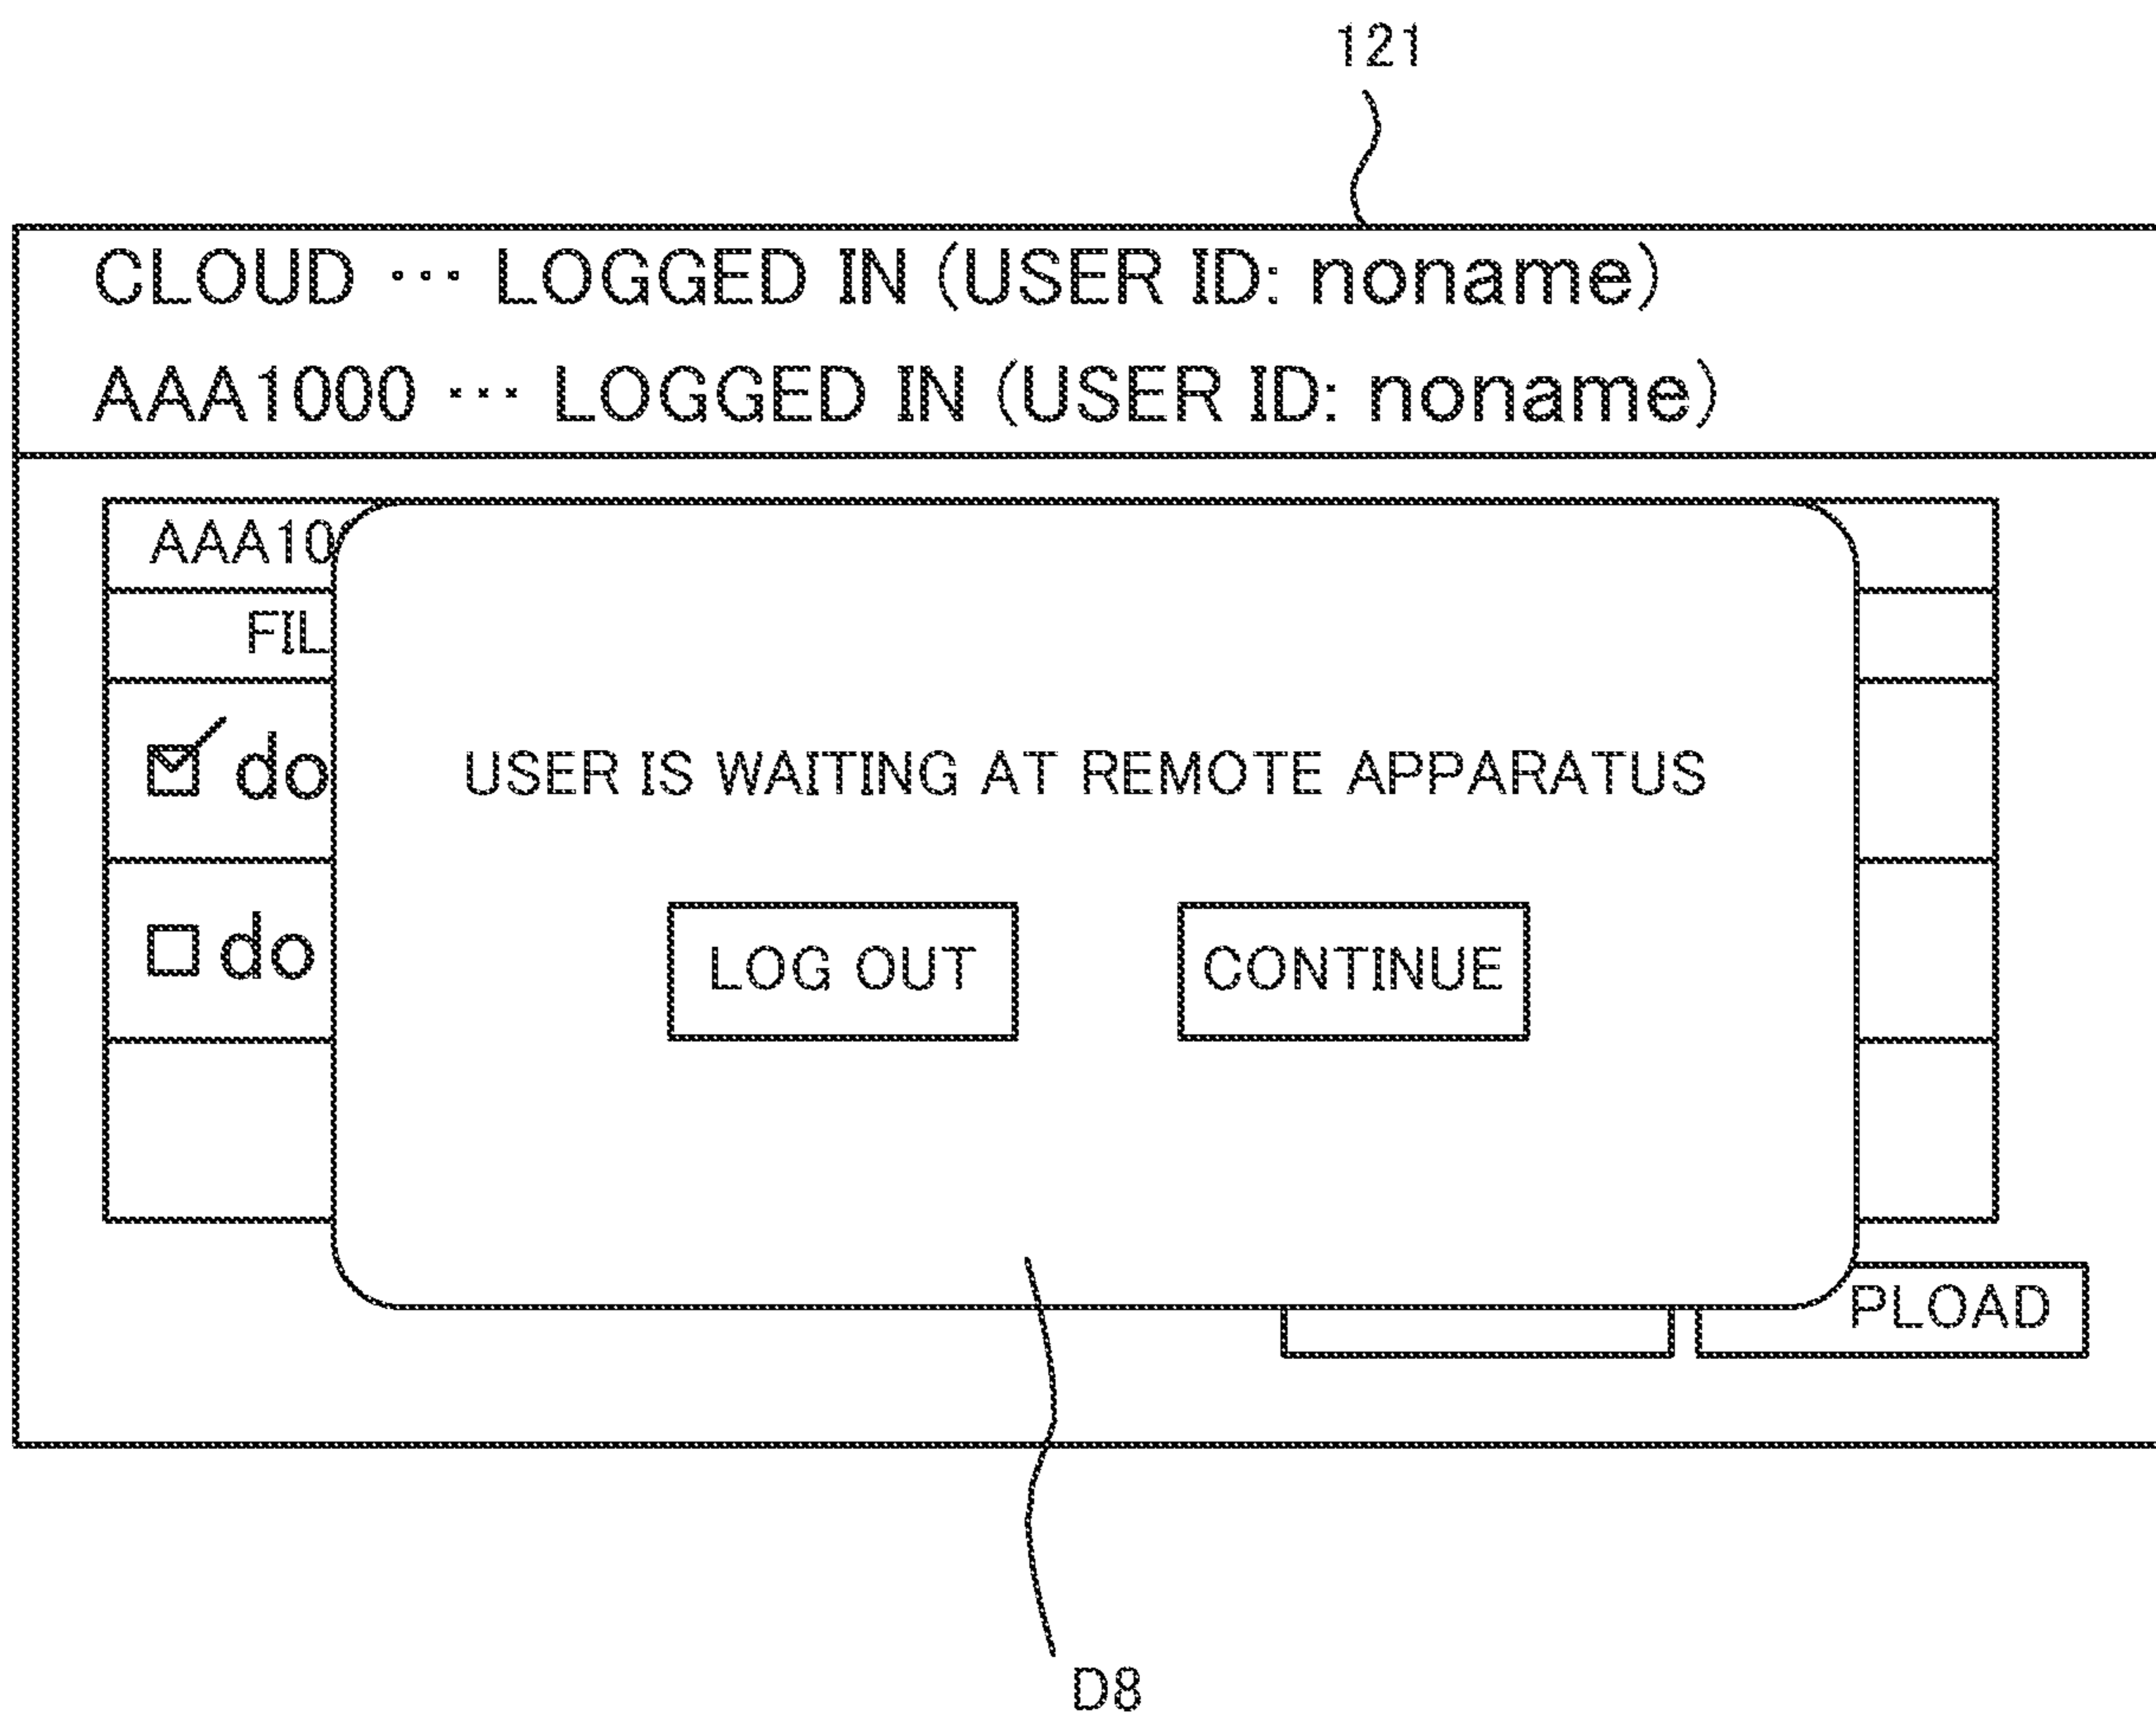 121
CLOUD ··· LOGGED IN (USER ID: noname)
AAA1000 ··· LOGGED IN (USER ID: noname)
AAA10
FIL
do
USER IS WAITING AT REMOTE APPARATUS
do
LOG OUT
CONTINUE
PLOAD
D8